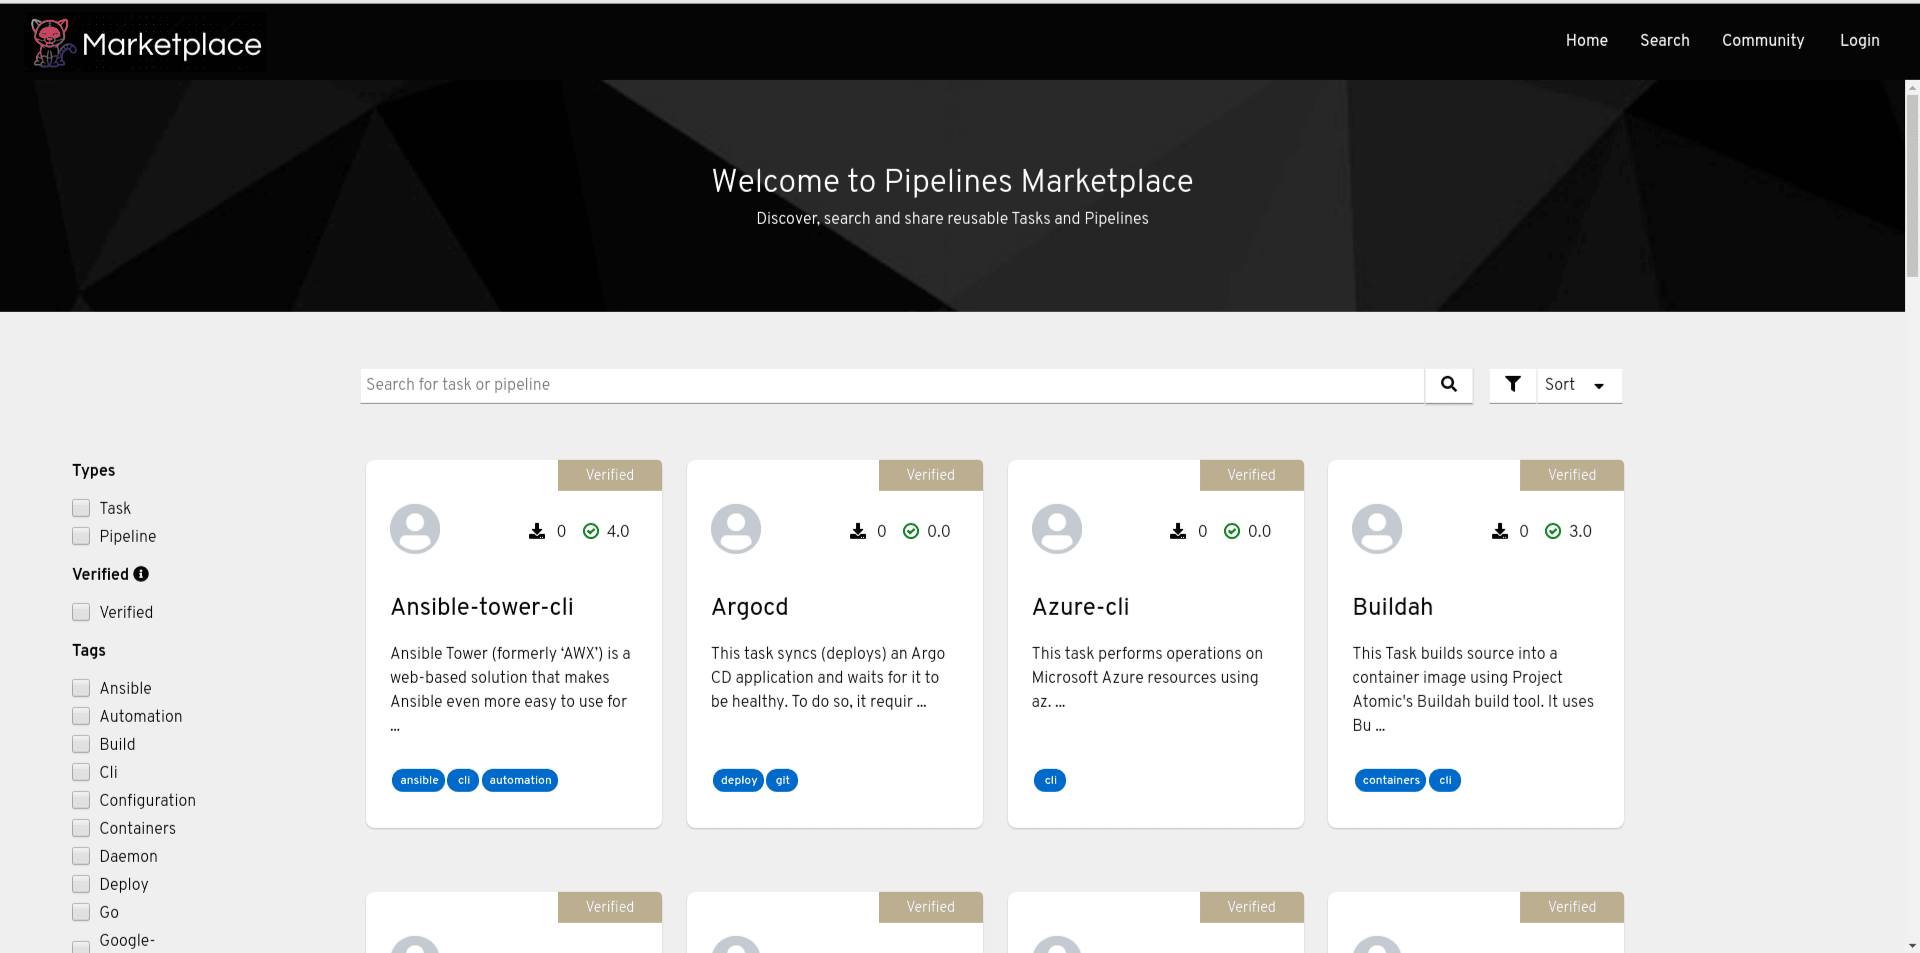 Marketplace
Home
Search
Community
Login
Welcome to Pipelines Marketplace
Discover, search and share reusable Tasks and Pipelines
Search for task or pipeline
Sort
Types
Task
Pipeline
Verified
Verified
Tags
Ansible
Automation
Build
Cli
Configuration
Containers
Daemon
Deploy
Go
Google-
Verified
0
4.0
Ansible-tower-cli
Ansible Tower (formerly ‘AWX’) is a
web-based solution that makes
Ansible even more easy to use for
...
ansible
cli
automation
Verified
0
0.0
Argocd
This task syncs (deploys) an Argo
CD application and waits for it to
be healthy. To do so, it requir ...
deploy
git
Verified
0
0.0
Azure-cli
This task performs operations on
Microsoft Azure resources using
az. ...
cli
Verified
0
3.0
Buildah
This Task builds source into a
container image using Project
Atomic's Buildah build tool. It uses
Bu ...
containers
cli
Verified
Verified
Verified
Verified